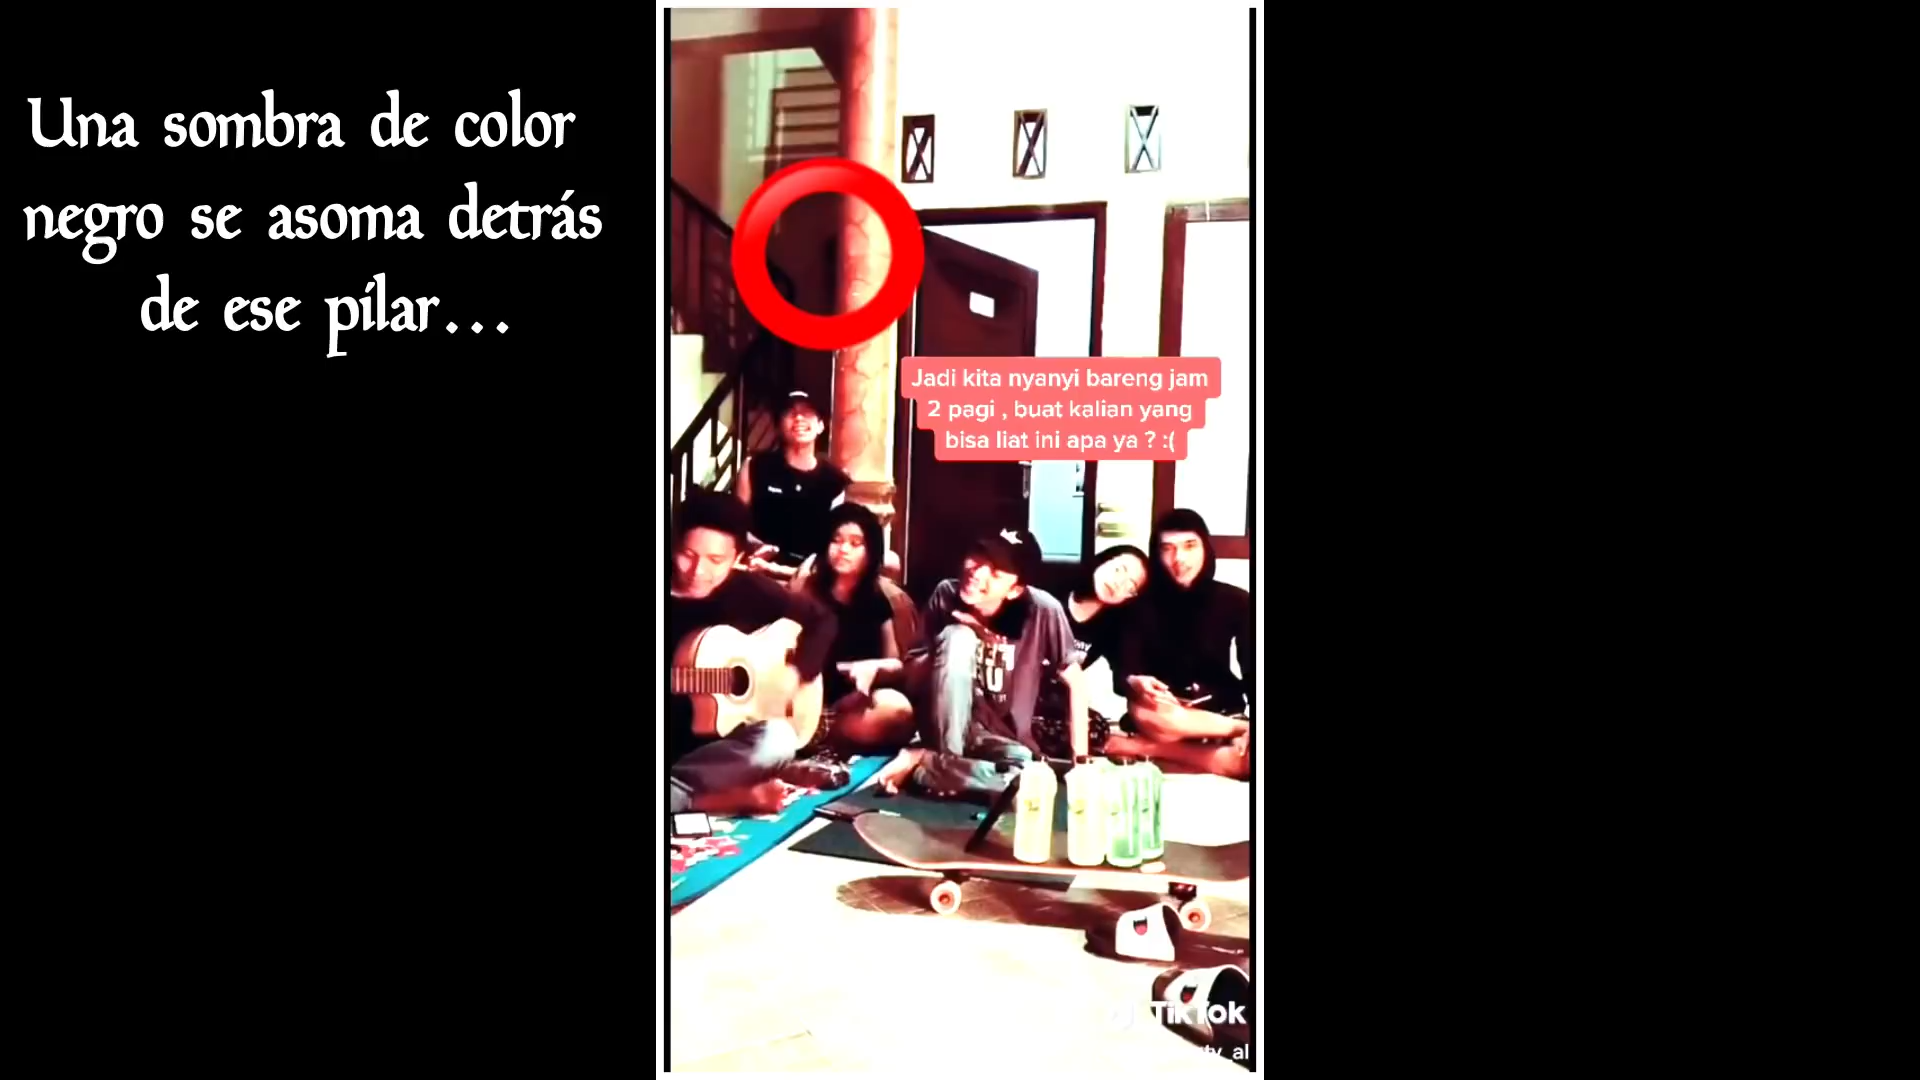 Una sombra de color
negro se asoma detrás
de ese pilar...
Jadi kita nyanyi bareng jam
2 pagi , buat kalian yang
bisa liat ini apa ya ? :(
TikTok